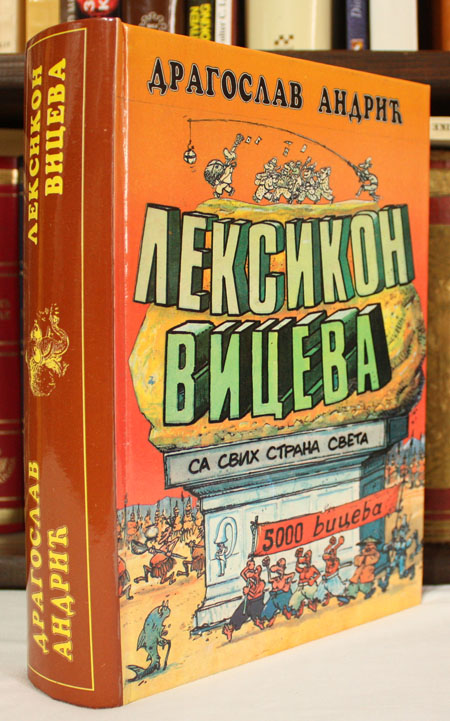 ДРАГОСЛАВ АНДРИЋ
ЛЕКСИКОН
ВИЦЕВА
СА СВИХ СТРАНА СВЕТА
5000 вицева
ЛЕКСИКОН
ВИЦЕВА
ДРАГОСЛАВ
АНДРИЋ